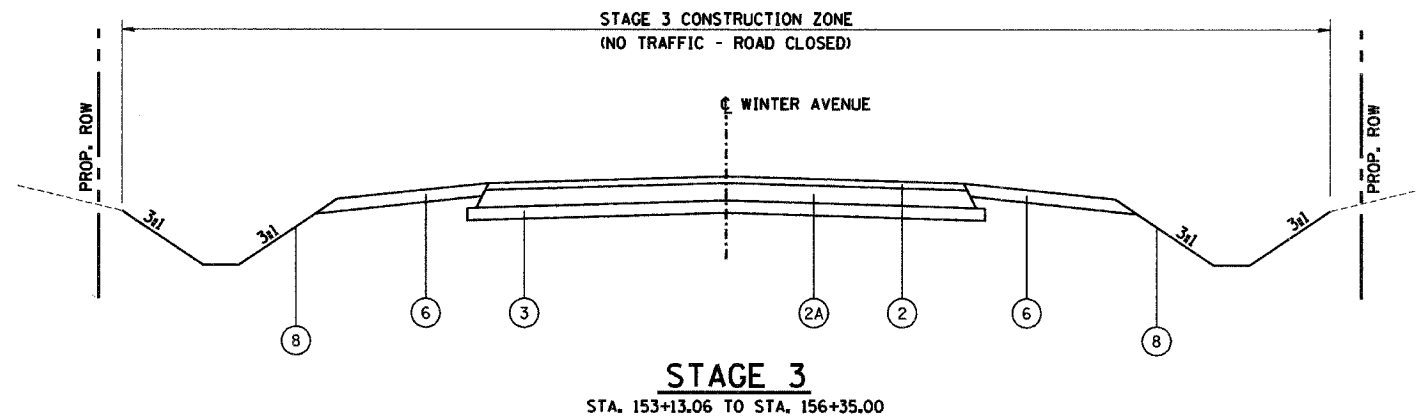 STAGE 3 CONSTRUCTION ZONE
(NO TRAFFIC - ROAD CLOSED)
PROP. ROW
℄ WINTER AVENUE
PROP. ROW
3:1
3:1
3:1
3:1
6
3
2A
2
6
8
8
STAGE 3
STA. 153+13.06 TO STA. 156+35.00